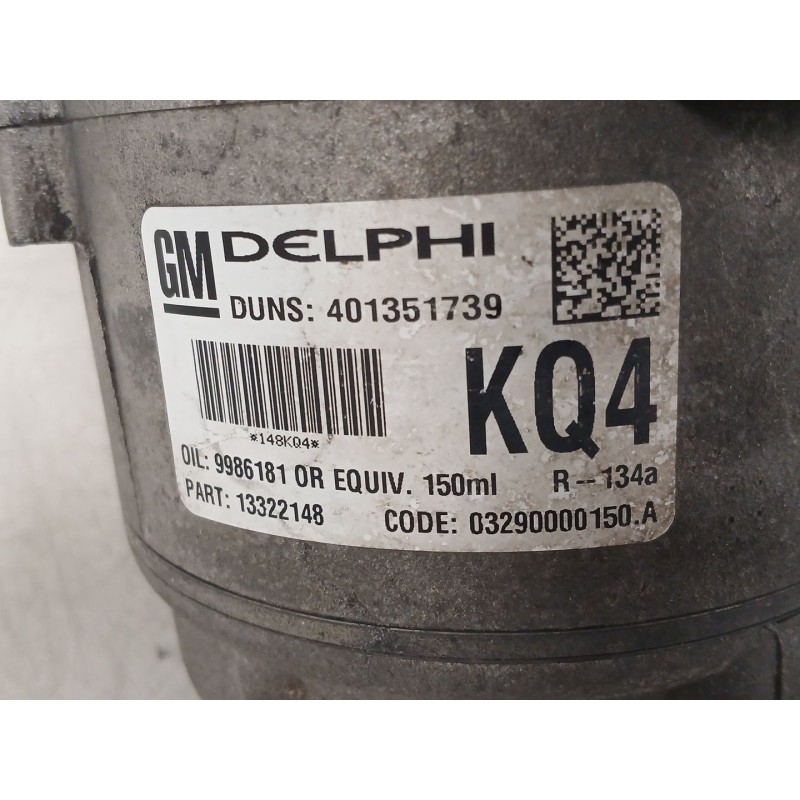 GM DELPHI
DUNS: 401351739
KQ4
*148KQ4*
OIL: 9986181 OR EQUIV. 150ml R--134a
PART: 13322148 CODE: 03290000150.A